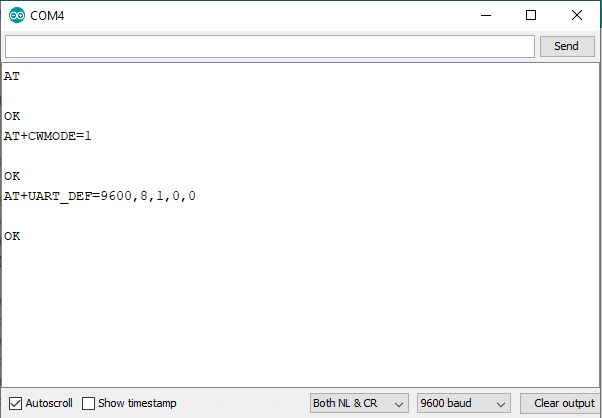 COM4
Send
AT
OK
AT+CWMODE=1
OK
AT+UART_DEF=9600,8,1,0,0
OK
Autoscroll Show timestamp Both NL & CR 9600 baud Clear output